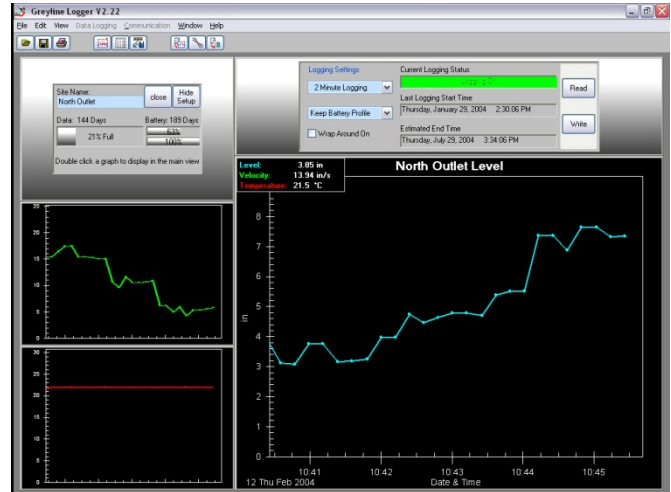 Greyline Logger V2.22
File Edit View Data Logging Communication Window Help
Site Name:
North Outlet
close
Hide Setup
Data: 144 Days
Battery: 189 Days
21% Full
63%
100%
Double click a graph to display in the main view
Logging Settings
2 Minute Logging
Keep Battery Profile
Wrap Around On
Current Logging Status
Last Logging Start Time
Thursday, January 29, 2004 2:30:06 PM
Estimated End Time
Thursday, July 29, 2004 3:34:06 PM
Read
Write
25
20
15
10
5
0
30
25
20
15
10
5
0
Level: 3.85 in
Velocity: 13.94 in/s
Temperature: 21.5 °C
North Outlet Level
8
7
6
5
4
3
2
1
0
in
10:41 10:42 10:43 10:44 10:45
12 Thu Feb 2004
Date & Time